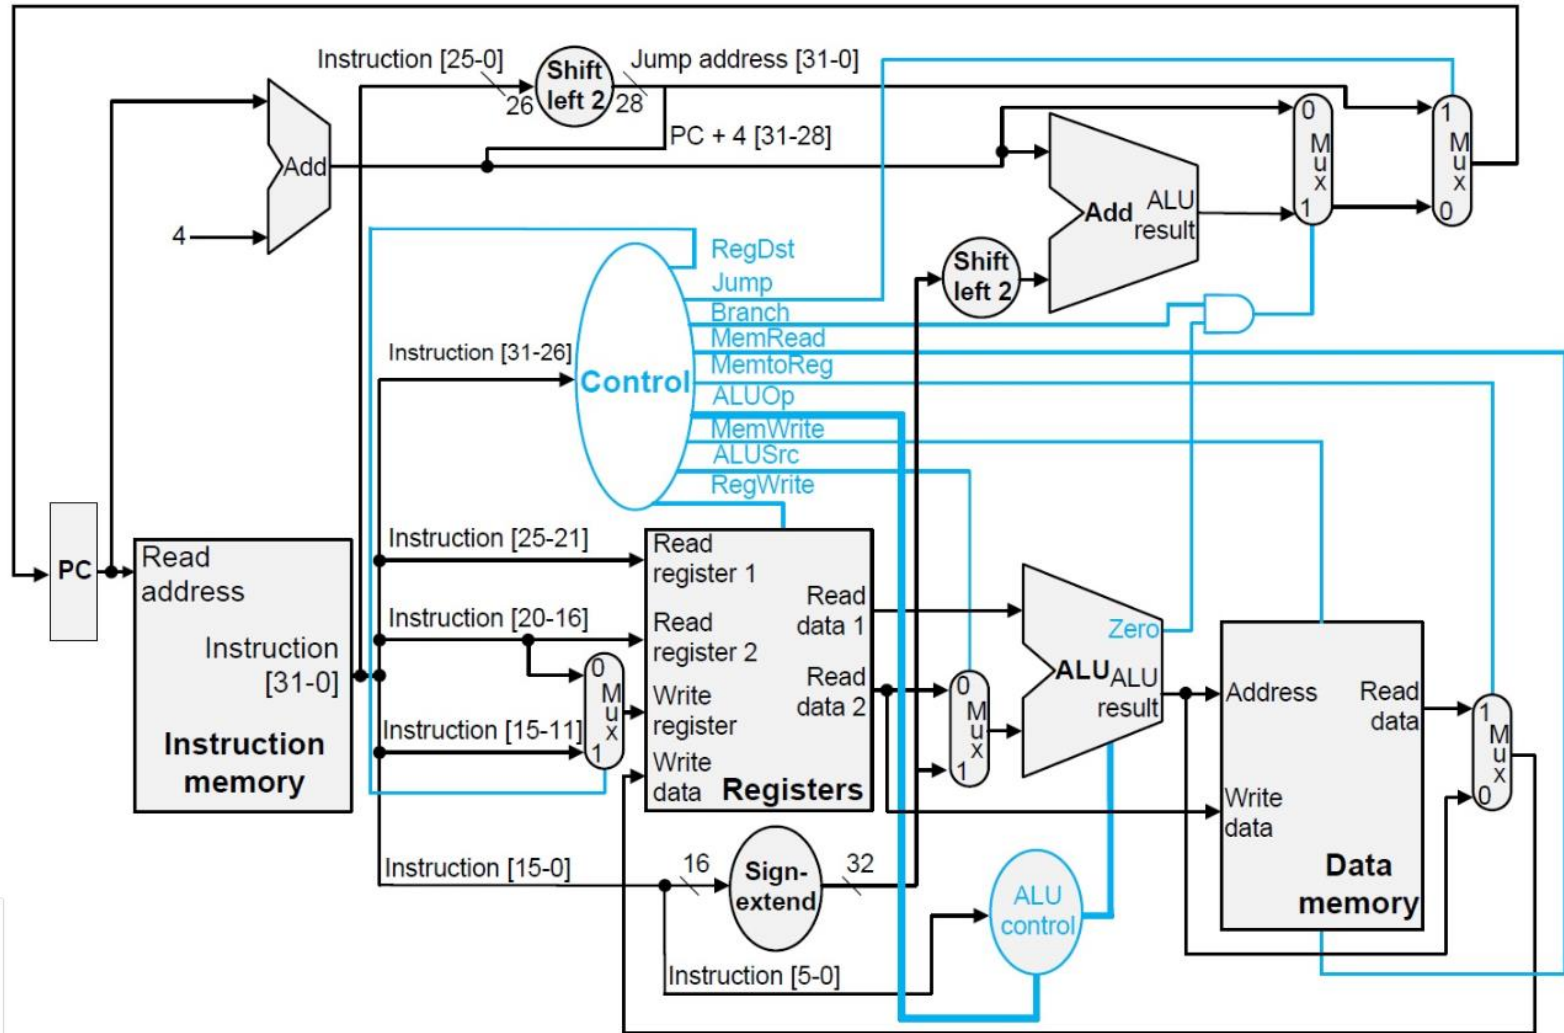 Instruction [25-0]
26
Shift
left 2
28
Jump address [31-0]
PC + 4 [31-28]
Add
4
0
M
u
x
1
1
M
u
x
0
Add
ALU
result
Shift
left 2
RegDst
Jump
Branch
MemRead
MemtoReg
ALUOp
MemWrite
ALUSrc
RegWrite
Instruction [31-26]
Control
PC
Read
address
Instruction
[31-0]
Instruction
memory
Instruction [25-21]
Instruction [20-16]
Instruction [15-11]
0
M
u
x
1
Read
register 1
Read
register 2
Write
register
Write
data
Read
data 1
Read
data 2
Registers
0
M
u
x
1
Zero
ALU
ALU
result
Address
Read
data
Write
data
Data
memory
1
M
u
x
0
Instruction [15-0]
16
Sign-
extend
32
ALU
control
Instruction [5-0]